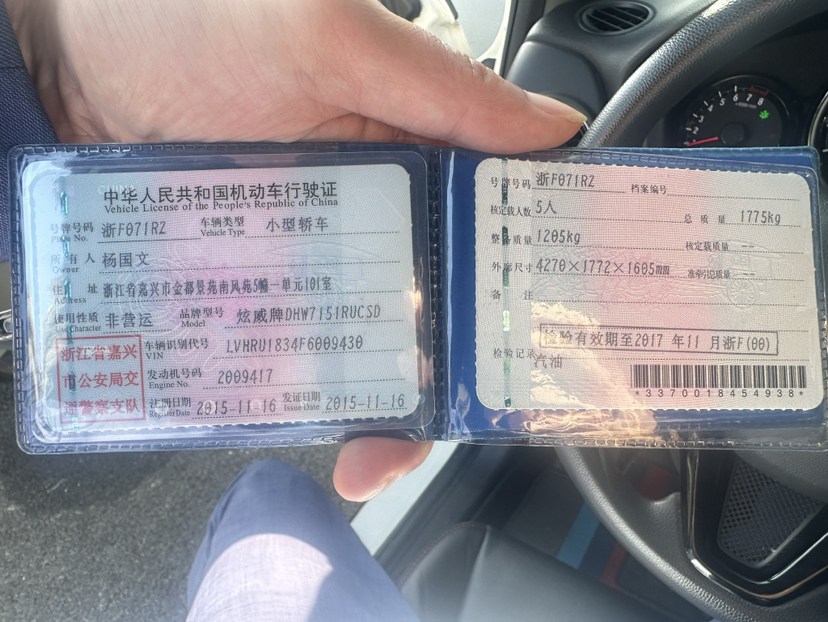 中华人民共和国机动车行驶证
Vehicle License of the People's Republic of China
号牌号码 浙F071RZ 车辆类型 小型轿车
Plate No. Vehicle Type
所有人 杨国文
Owner
住址 浙江省嘉兴市金都景苑南风苑5幢一单元101室
Address
使用性质 非营运 品牌型号 炫威牌DHW7151RUCSD
Use Character Model
浙江省嘉兴
市公安局交
通警察支队
车辆识别代号 LVHRU1834F6009430
VIN
发动机号码 2009417
Engine No.
注册日期 2015-11-16 发证日期 2015-11-16
Register Date Issue Date
号牌号码 浙F071RZ 档案编号
核定载人数 5人 总质量 1775kg
整备质量 1205kg 核定载质量 --
外廓尺寸 4270×1772×1605mm 准牵引总质量 --
备注
检验有效期至2017 年11 月浙F(00)
检验记录 汽油
*3370018454938*
5 6 7 8